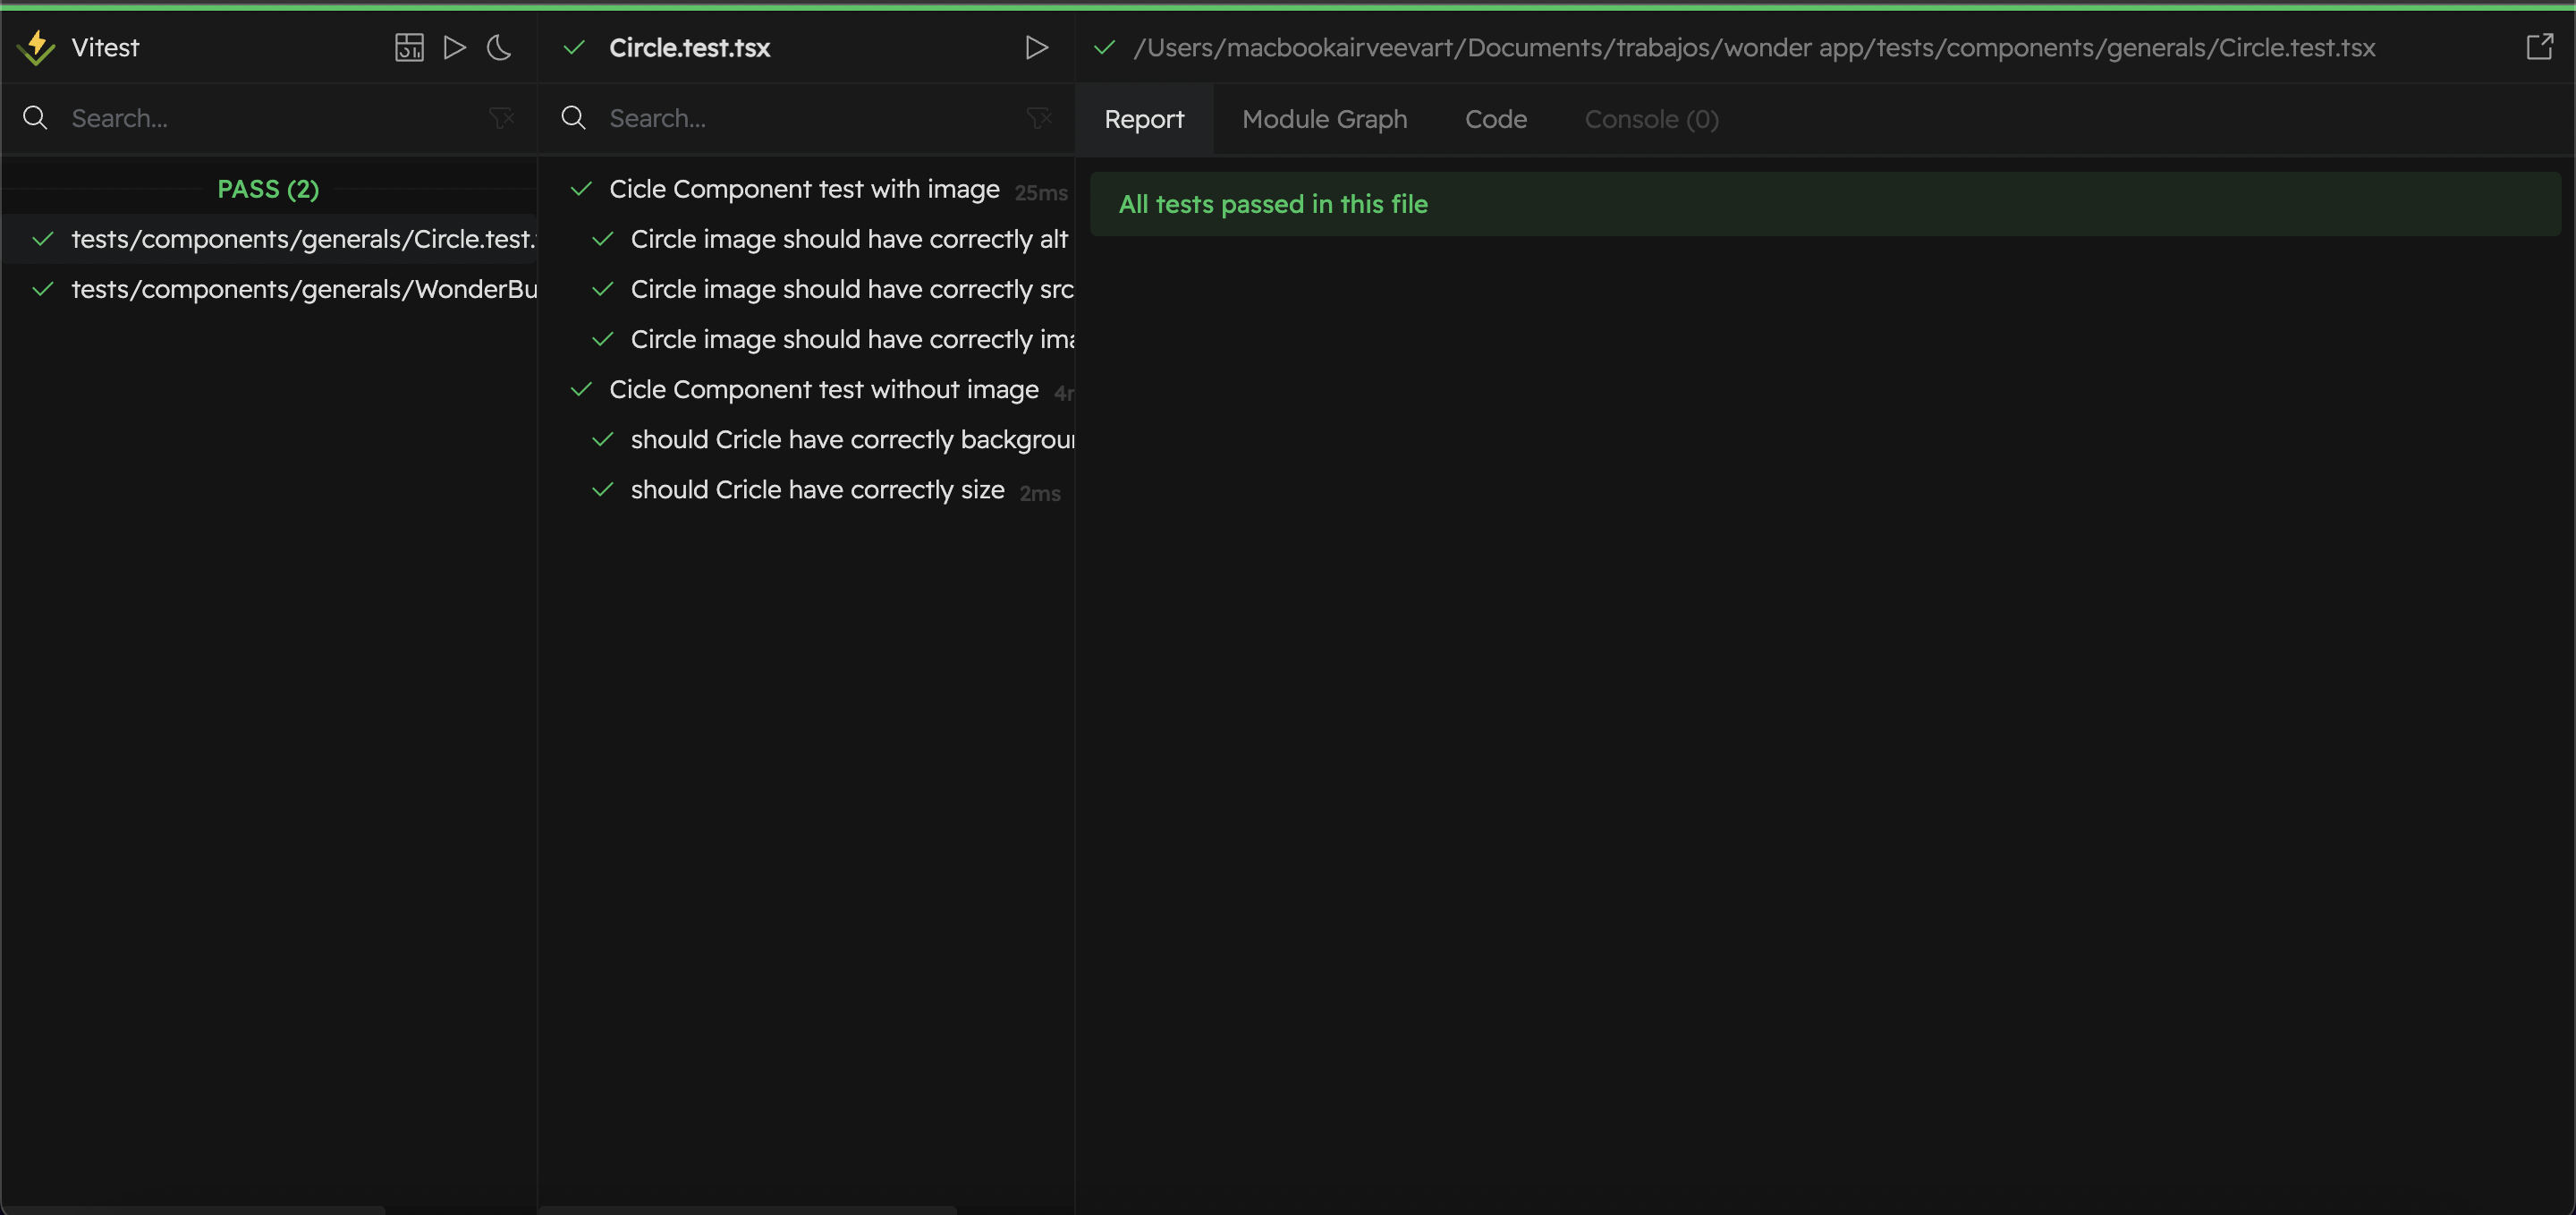 Vitest
Search...
PASS (2)
tests/components/generals/Circle.test.
tests/components/generals/WonderBu
Circle.test.tsx
Search...
Cicle Component test with image 25ms
Circle image should have correctly alt
Circle image should have correctly src
Circle image should have correctly ima
Cicle Component test without image 4
should Cricle have correctly backgroun
should Cricle have correctly size 2ms
/Users/macbookairveevart/Documents/trabajos/wonder app/tests/components/generals/Circle.test.tsx
Report Module Graph Code Console (0)
All tests passed in this file